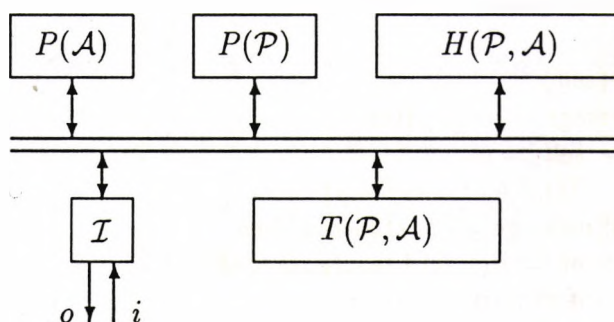 P(𝒜) P(𝒫) H(𝒫, 𝒜)
ℐ T(𝒫, 𝒜)
o i